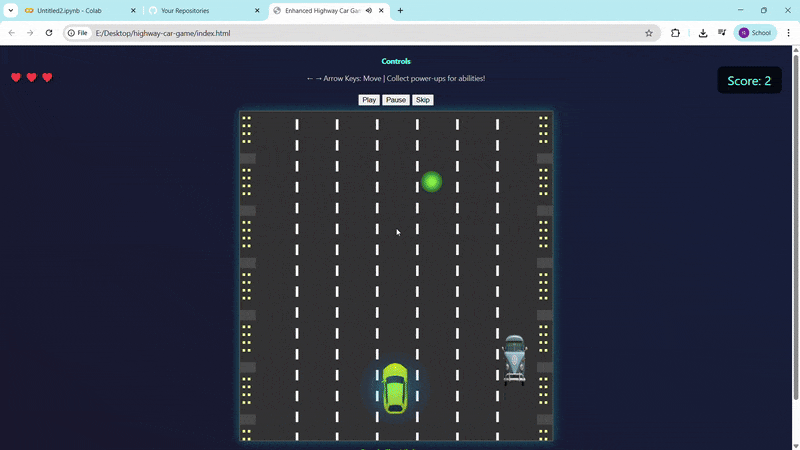 Untitled2.ipynb - Colab
Your Repositories
Enhanced Highway Car Gam
File
E:/Desktop/highway-car-game/index.html
School
Controls
← → Arrow Keys: Move | Collect power-ups for abilities!
Score: 2
Play Pause Skip